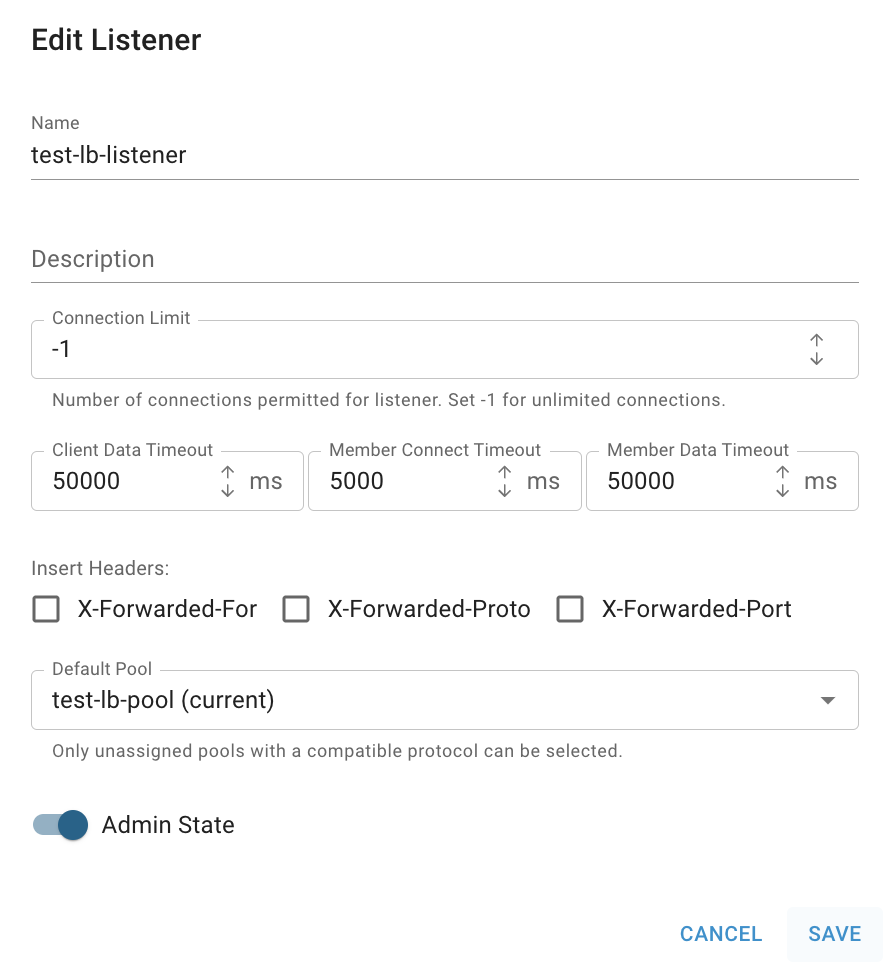 Edit Listener
Name
test-lb-listener
Description
Connection Limit
-1
Number of connections permitted for listener. Set -1 for unlimited connections.
Client Data Timeout Member Connect Timeout Member Data Timeout
50000 ms 5000 ms 50000 ms
Insert Headers:
X-Forwarded-For X-Forwarded-Proto X-Forwarded-Port
Default Pool
test-lb-pool (current)
Only unassigned pools with a compatible protocol can be selected.
Admin State
CANCEL SAVE